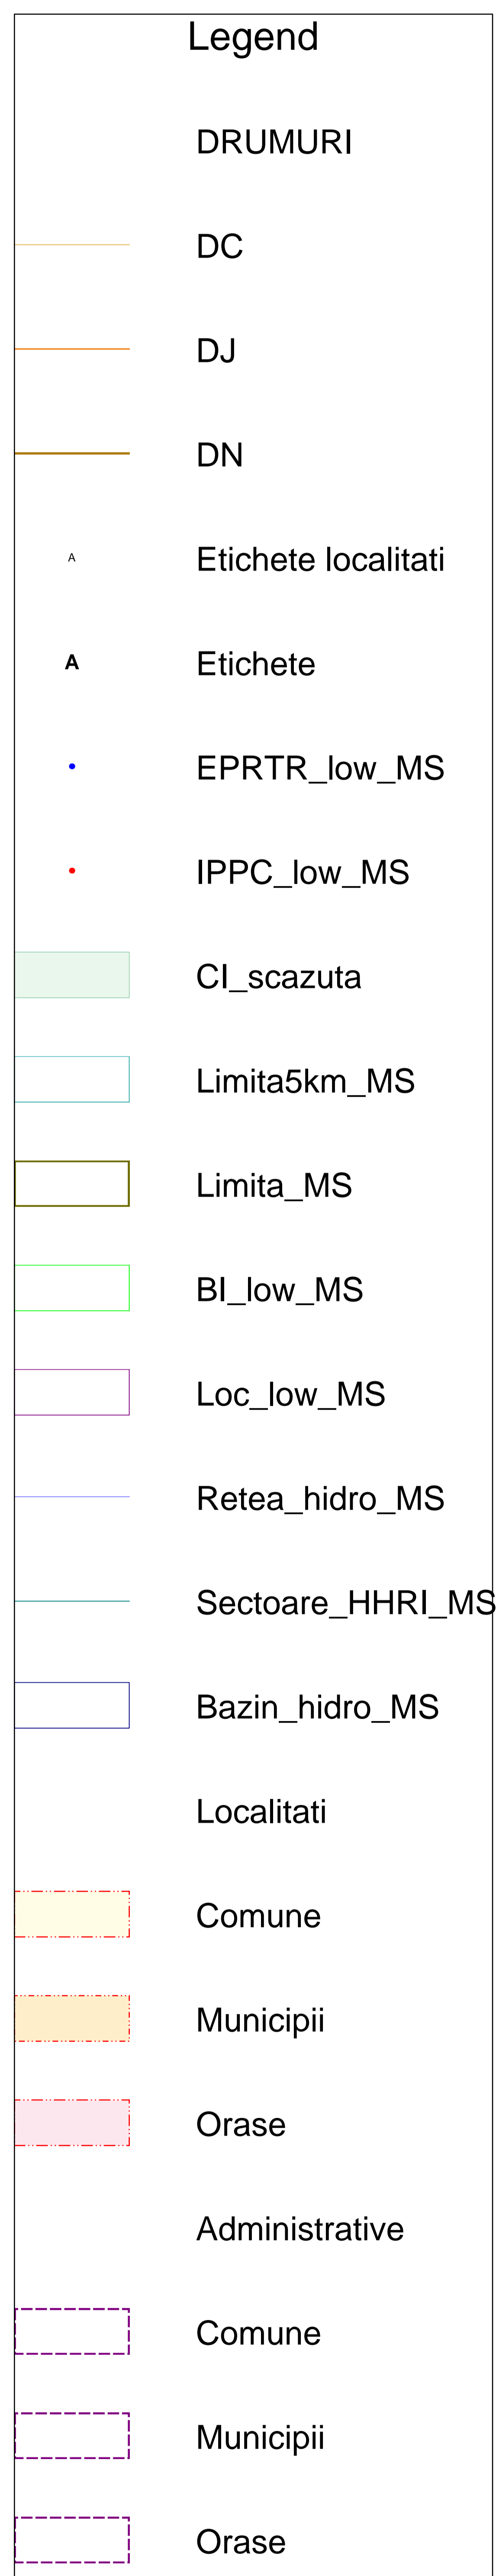 Legend
DRUMURI
DC
DJ
DN
A Etichete localitati
A Etichete
EPRTR_low_MS
IPPC_low_MS
CI_scazuta
Limita5km_MS
Limita_MS
BI_low_MS
Loc_low_MS
Retea_hidro_MS
Sectoare_HHRI_MS
Bazin_hidro_MS
Localitati
Comune
Municipii
Orase
Administrative
Comune
Municipii
Orase